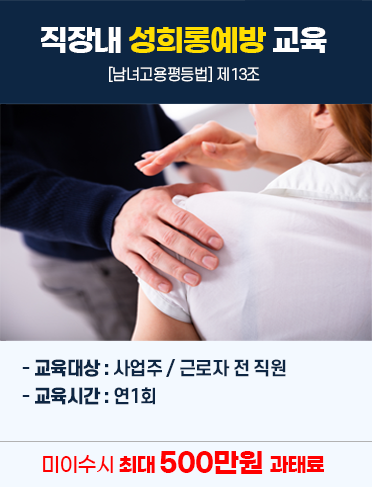 직장내 성희롱예방 교육
[남녀고용평등법] 제13조
- 교육대상 : 사업주 / 근로자 전 직원
- 교육시간 : 연1회
미이수시 최대 500만원 과태료